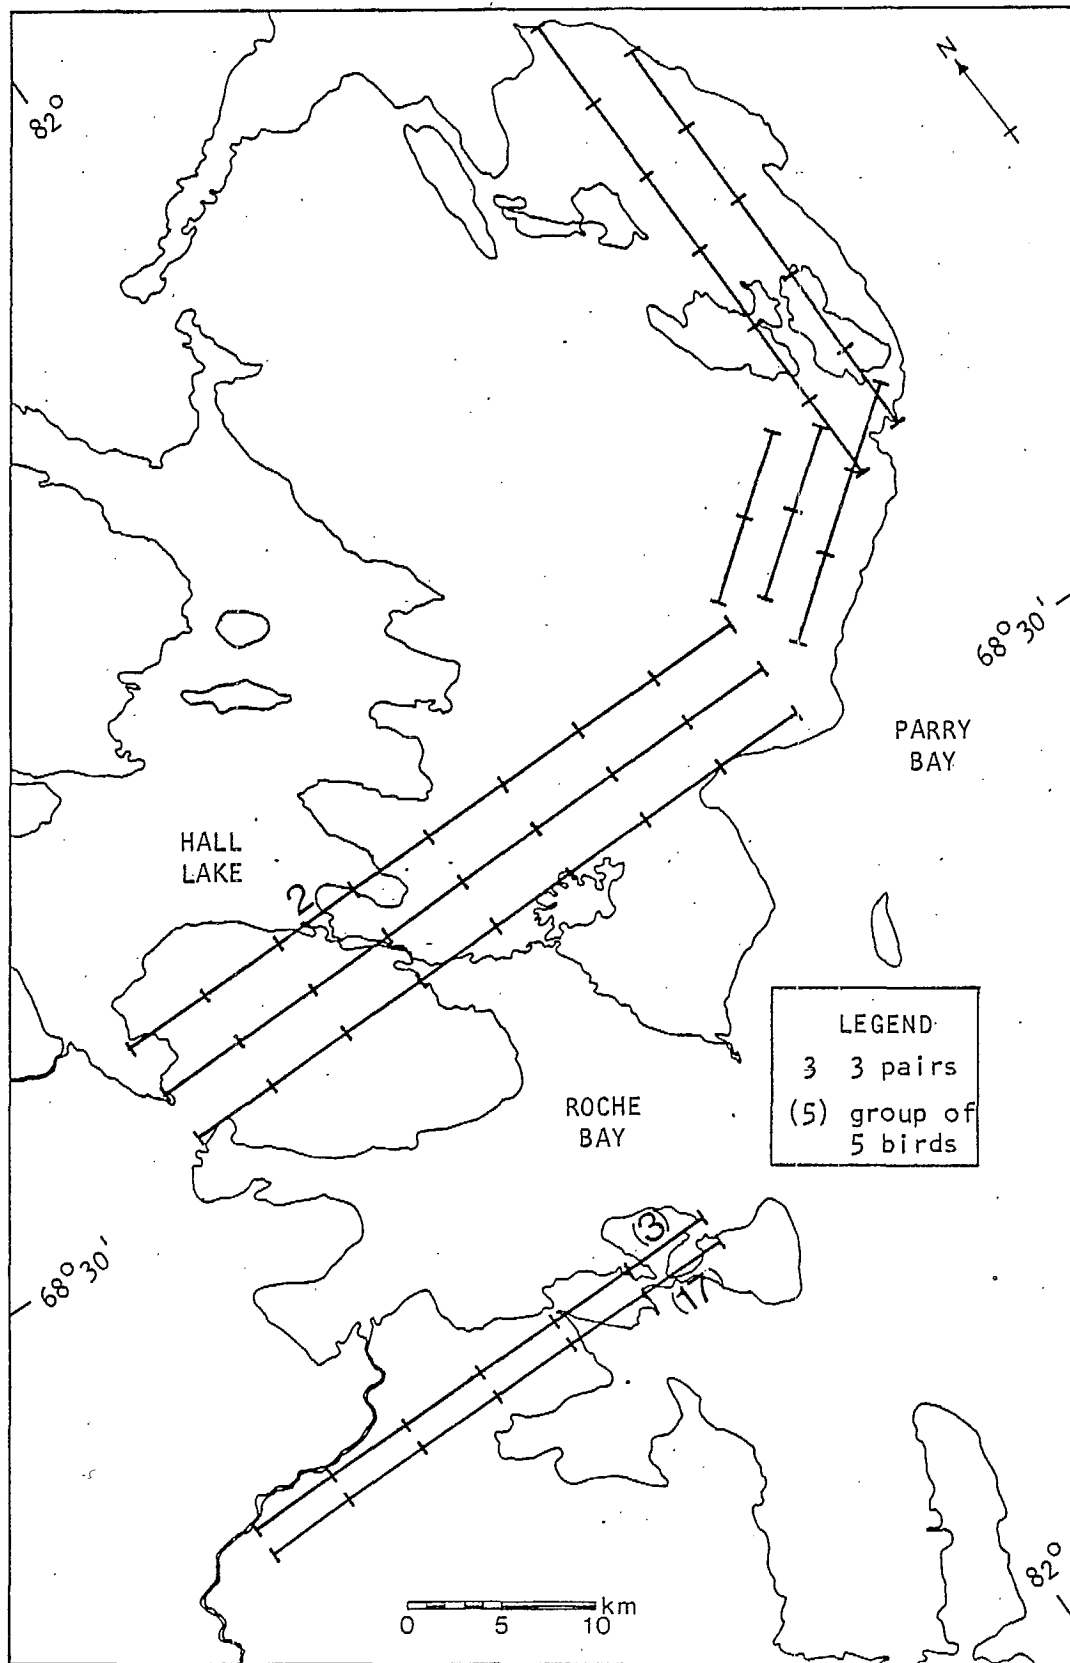 N
82°
68° 30'
PARRY
BAY
HALL
LAKE
2
LEGEND
3 3 pairs
(5) group of
5 birds
ROCHE
BAY
(3)
(17)
68° 30'
82°
km
0 5 10